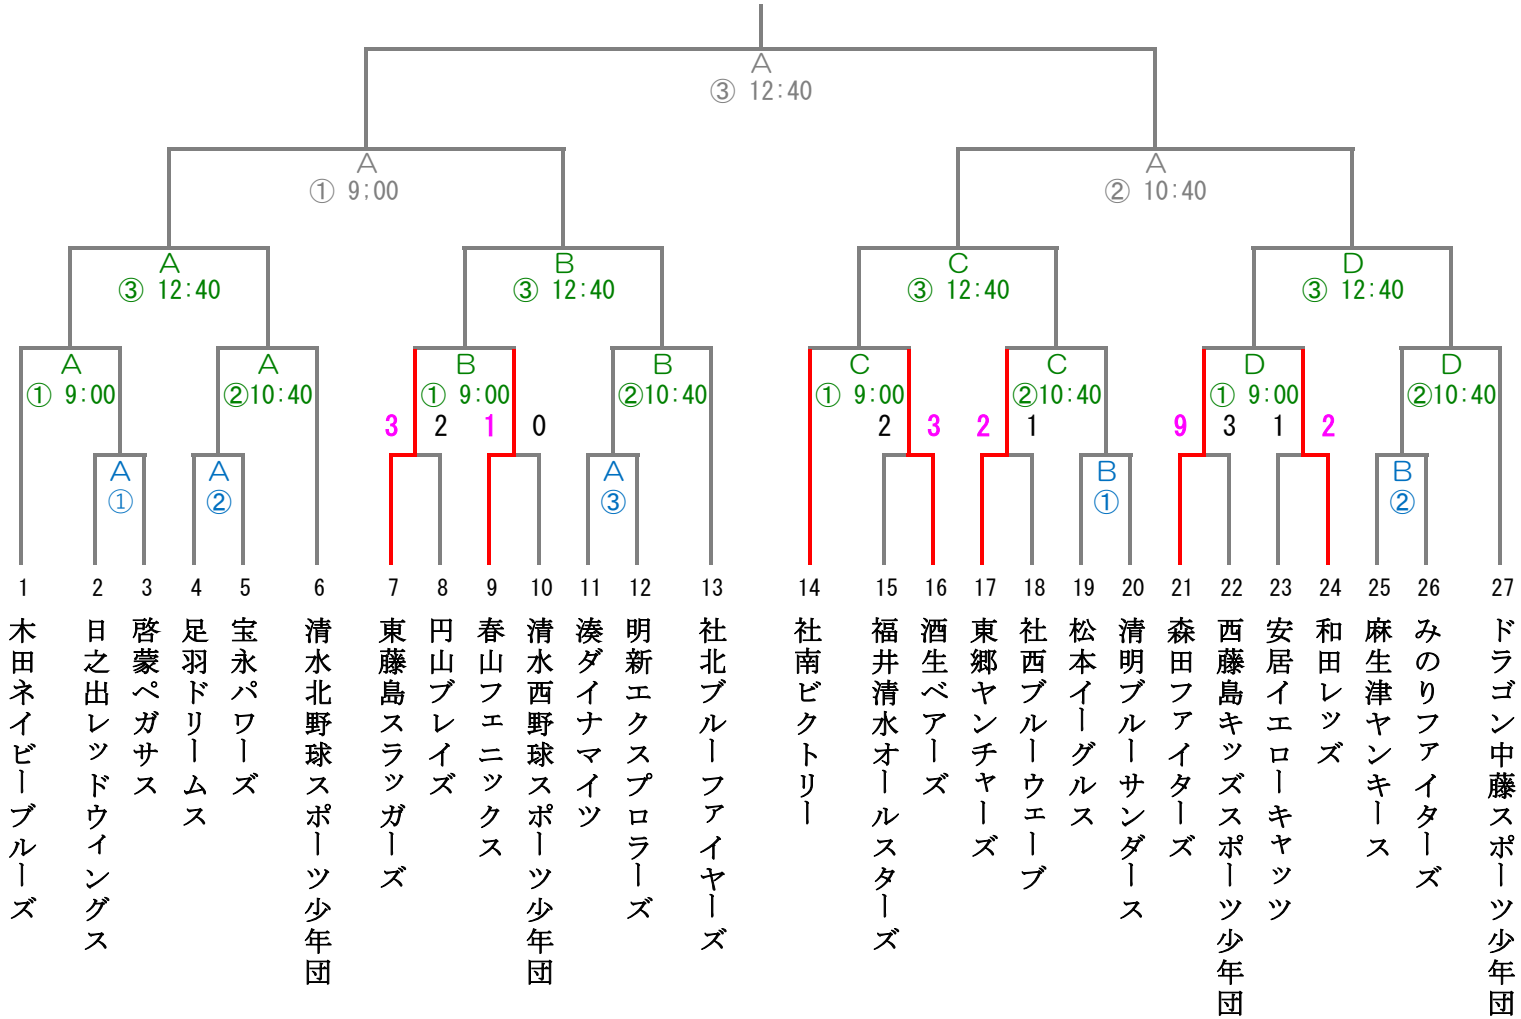 A
③ 12:40
A
① 9;00
A
② 10:40
A
③ 12:40
B
③ 12:40
C
③ 12:40
D
③ 12:40
A
① 9:00
A
②10:40
B
① 9:00
B
②10:40
C
① 9:00
C
②10:40
D
① 9:00
D
②10:40
3 2 1 0 2 3 2 1 9 3 1 2
A
①
A
②
A
③
B
①
B
②
1 2 3 4 5 6 7 8 9 10 11 12 13 14 15 16 17 18 19 20 21 22 23 24 25 26 27
木田ネイビーブルーズ
日之出レッドウィングス
啓蒙ペガサス
足羽ドリームス
宝永パワーズ
清水北野球スポーツ少年団
東藤島スラッガーズ
円山ブレイズ
春山フェニックス
清水西野球スポーツ少年団
湊ダイナマイツ
明新エクスプロラーズ
社北ブルーファイヤーズ
社南ビクトリー
福井清水オールスターズ
酒生ベアーズ
東郷ヤンチャーズ
社西ブルーウェーブ
松本イーグルス
清明ブルーサンダース
森田ファイターズ
西藤島キッズスポーツ少年団
安居イエローキャッツ
和田レッズ
麻生津ヤンキース
みのりファイターズ
ドラゴン中藤スポーツ少年団